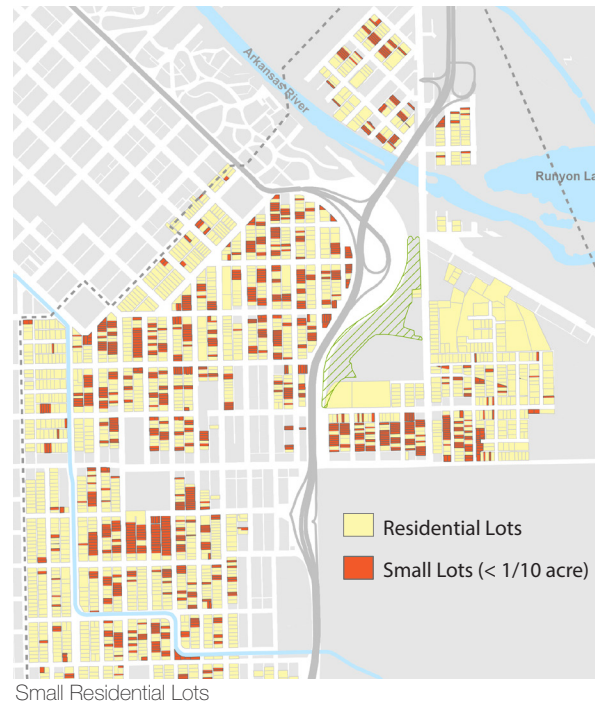 Arkansas River
Runyon La
Residential Lots
Small Lots (< 1/10 acre)
Small Residential Lots